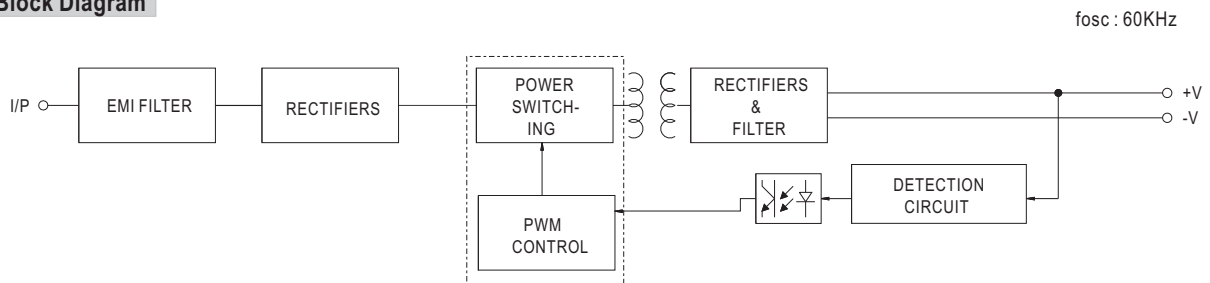 Block Diagram
fosc : 60KHz
I/P
EMI FILTER
RECTIFIERS
POWER
SWITCH-
ING
RECTIFIERS
&
FILTER
+V
-V
PWM
CONTROL
DETECTION
CIRCUIT